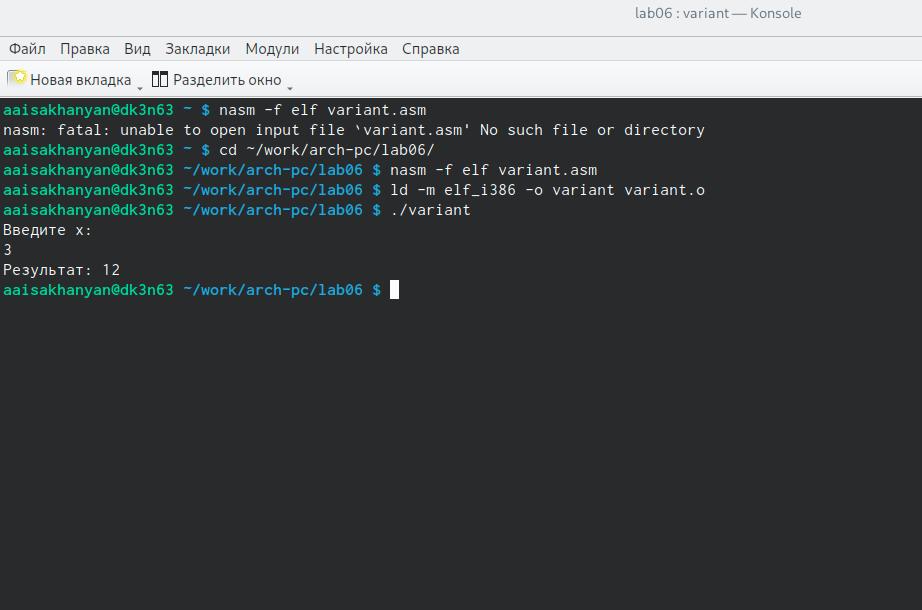 lab06 : variant — Konsole
Файл Правка Вид Закладки Модули Настройка Справка
Новая вкладка Разделить окно
aaisakhanyan@dk3n63 ~ $ nasm -f elf variant.asm
nasm: fatal: unable to open input file `variant.asm' No such file or directory
aaisakhanyan@dk3n63 ~ $ cd ~/work/arch-pc/lab06/
aaisakhanyan@dk3n63 ~/work/arch-pc/lab06 $ nasm -f elf variant.asm
aaisakhanyan@dk3n63 ~/work/arch-pc/lab06 $ ld -m elf_i386 -o variant variant.o
aaisakhanyan@dk3n63 ~/work/arch-pc/lab06 $ ./variant
Введите x:
3
Результат: 12
aaisakhanyan@dk3n63 ~/work/arch-pc/lab06 $